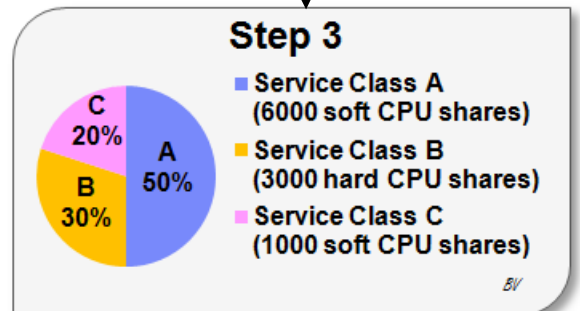 Step 3
C
20%
A
50%
B
30%
Service Class A
(6000 soft CPU shares)
Service Class B
(3000 hard CPU shares)
Service Class C
(1000 soft CPU shares)
BV